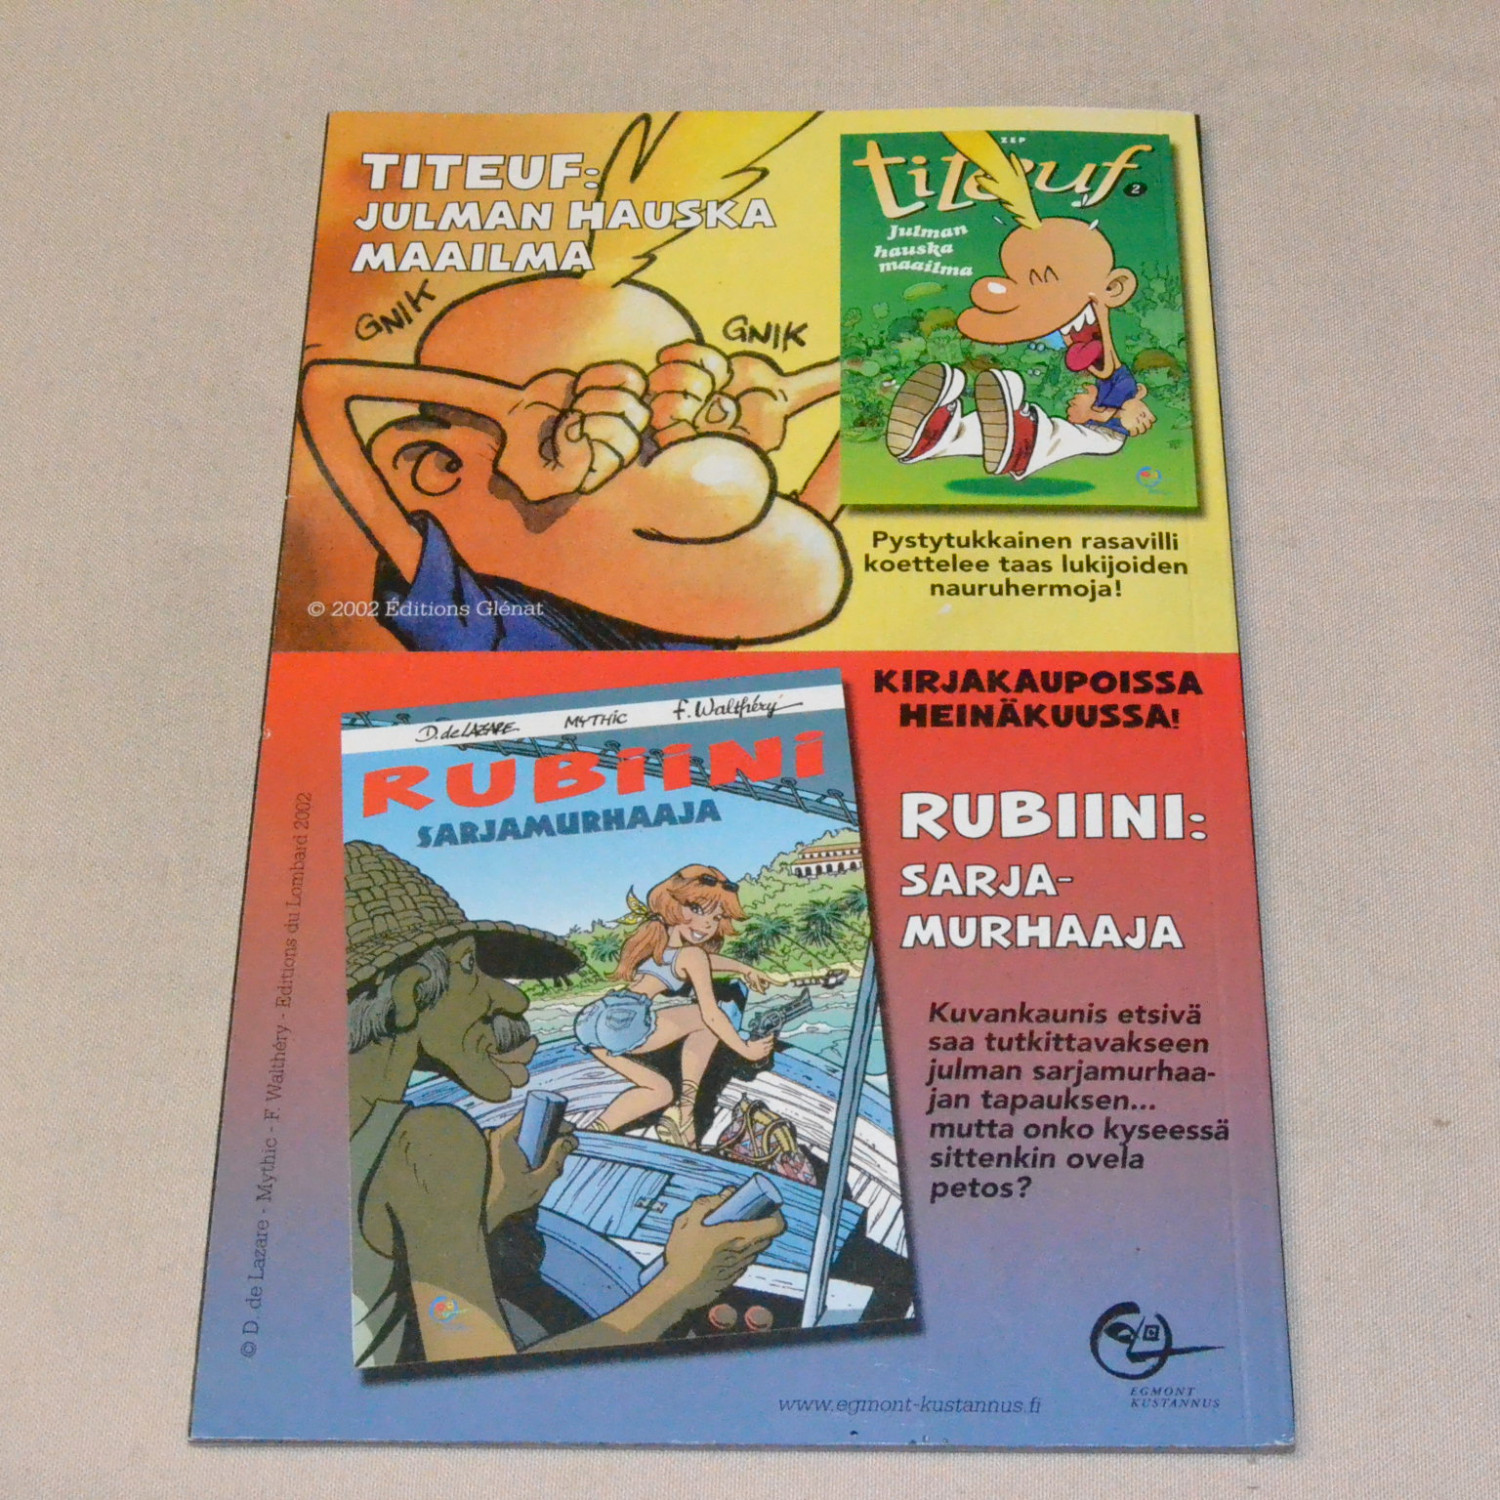 TITEUF:
JULMAN HAUSKA
MAAILMA
GNIK
GNIK
ZEP
titeuf
2
Julman
hauska
maailma
Pystytukkainen rasavilli
koettelee taas lukijoiden
nauruhermoja!
© 2002 Éditions Glénat
KIRJAKAUPOISSA
HEINÄKUUSSA!
D. de LAZARE MYTHIC F. Walthéry
RUBIINI
SARJAMURHAAJA
RUBIINI:
SARJA-
MURHAAJA
Kuvankaunis etsivä
saa tutkittavakseen
julman sarjamurhaa-
jan tapauksen...
mutta onko kyseessä
sittenkin ovela
petos?
© D. de Lazare - Mythic - F. Walthéry - Editions du Lombard 2002
www.egmont-kustannus.fi
EGMONT
KUSTANNUS